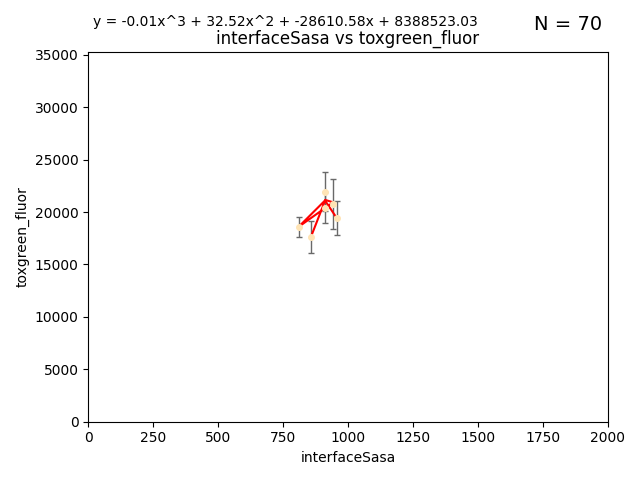 y = -0.01x^3 + 32.52x^2 + -28610.58x + 8388523.03
N = 70
interfaceSasa vs toxgreen_fluor
35000
30000
25000
20000
15000
10000
5000
0
toxgreen_fluor
0 250 500 750 1000 1250 1500 1750 2000
interfaceSasa